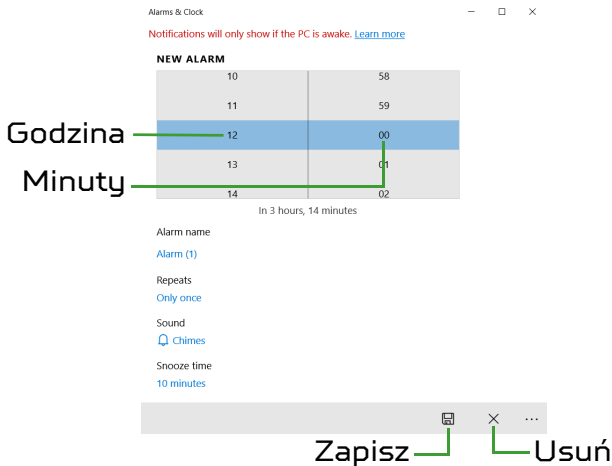 Alarms & Clock
Notifications will only show if the PC is awake. Learn more
NEW ALARM
10 58
11 59
Godzina 12 00
13 01
Minuty
14 02
In 3 hours, 14 minutes
Alarm name
Alarm (1)
Repeats
Only once
Sound
Chimes
Snooze time
10 minutes
Zapisz Usuń